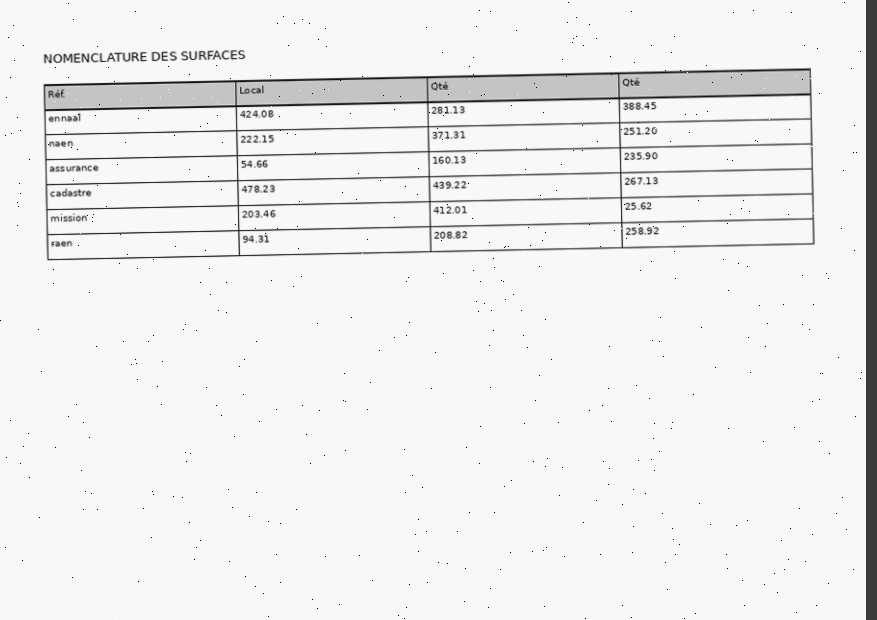 NOMENCLATURE DES SURFACES
Réf. Local Qté Qté
ennaal 424.08 281.13 388.45
naen 222.15 371.31 251.20
assurance 54.66 160.13 235.90
cadastre 478.23 439.22 267.13
mission 203.46 412.01 25.62
raen 94.31 208.82 258.92